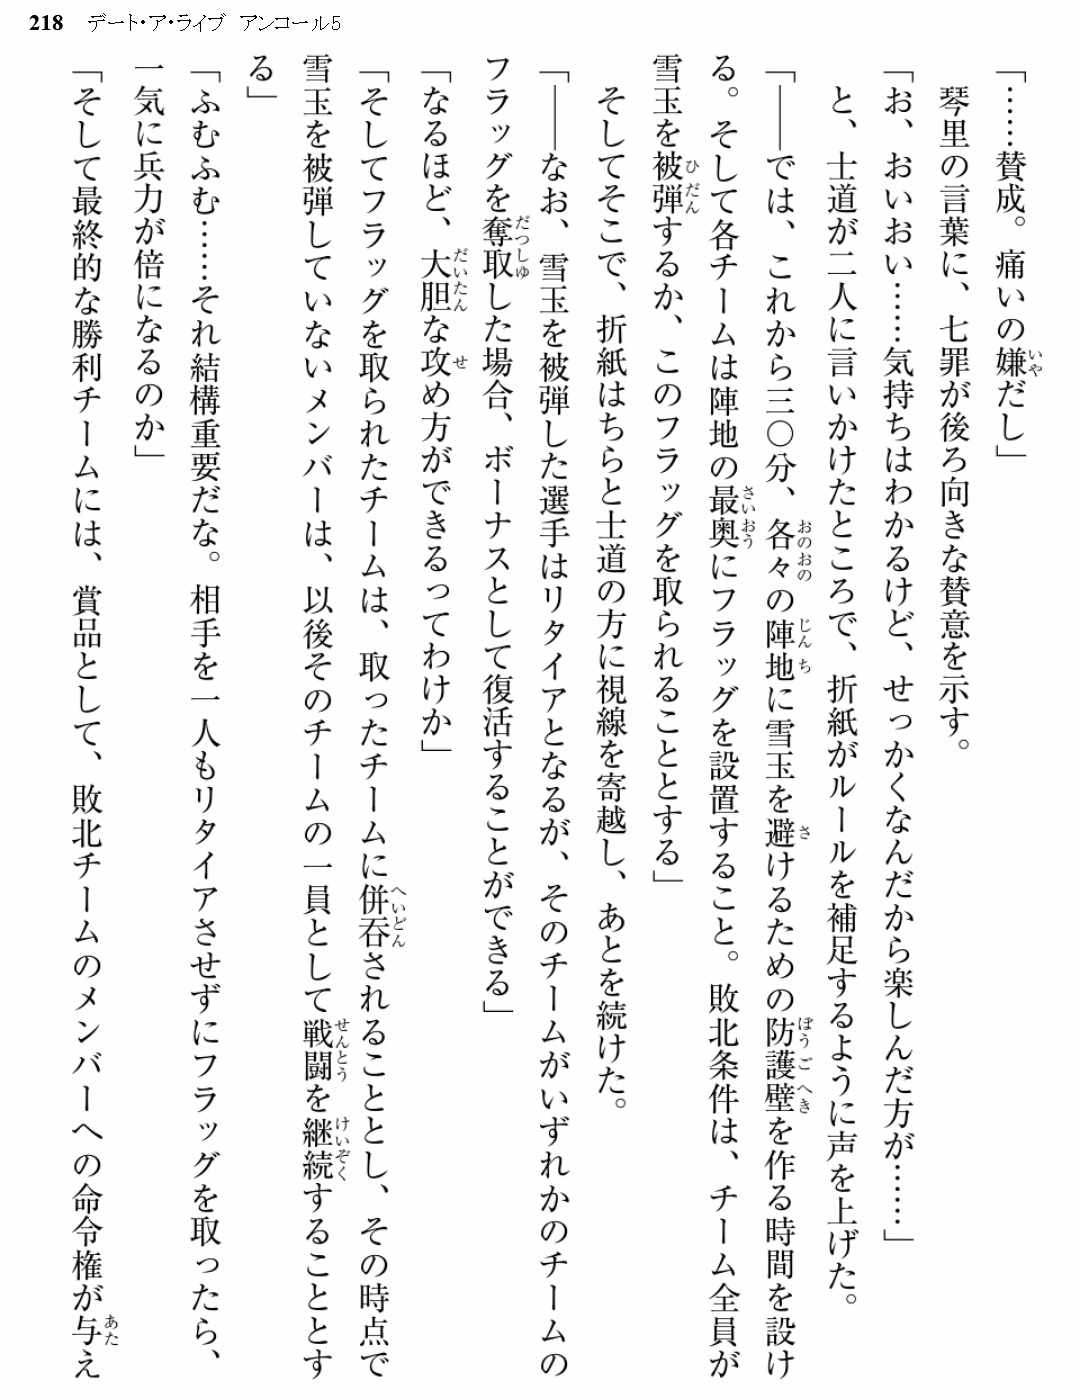 218 デート・ア・ライブ アンコール5
「……賛成。痛いの嫌だし」
琴里の言葉に、七罪が後ろ向きな賛意を示す。
「お、おいおい……気持ちはわかるけど、せっかくなんだから楽しんだ方が……」
と、士道が二人に言いかけたところで、折紙がルールを補足するように声を上げた。
「――では、これから三〇分、各々の陣地に雪玉を避けるための防護壁を作る時間を設け
る。そして各チームは陣地の最奥にフラッグを設置すること。敗北条件は、チーム全員が
雪玉を被弾するか、このフラッグを取られることとする」
そしてそこで、折紙はちらと士道の方に視線を寄越し、あとを続けた。
「――なお、雪玉を被弾した選手はリタイアとなるが、そのチームがいずれかのチームの
フラッグを奪取した場合、ボーナスとして復活することができる」
「なるほど、大胆な攻め方ができるってわけか」
「そしてフラッグを取られたチームは、取ったチームに併呑されることとし、その時点で
雪玉を被弾していないメンバーは、以後そのチームの一員として戦闘を継続することとす
る」
「ふむふむ……それ結構重要だな。相手を一人もリタイアさせずにフラッグを取ったら、
一気に兵力が倍になるのか」
「そして最終的な勝利チームには、賞品として、敗北チームのメンバーへの命令権が与え